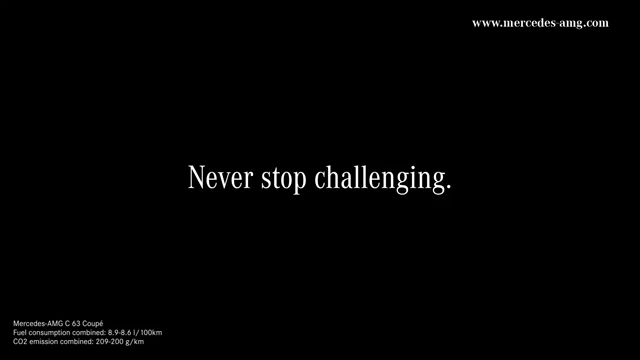 www.mercedes-amg.com
Never stop challenging.
Mercedes-AMG C 63 Coupé
Fuel consumption combined: 8.9-8.6 l/100km
CO2 emission combined: 209-200 g/km